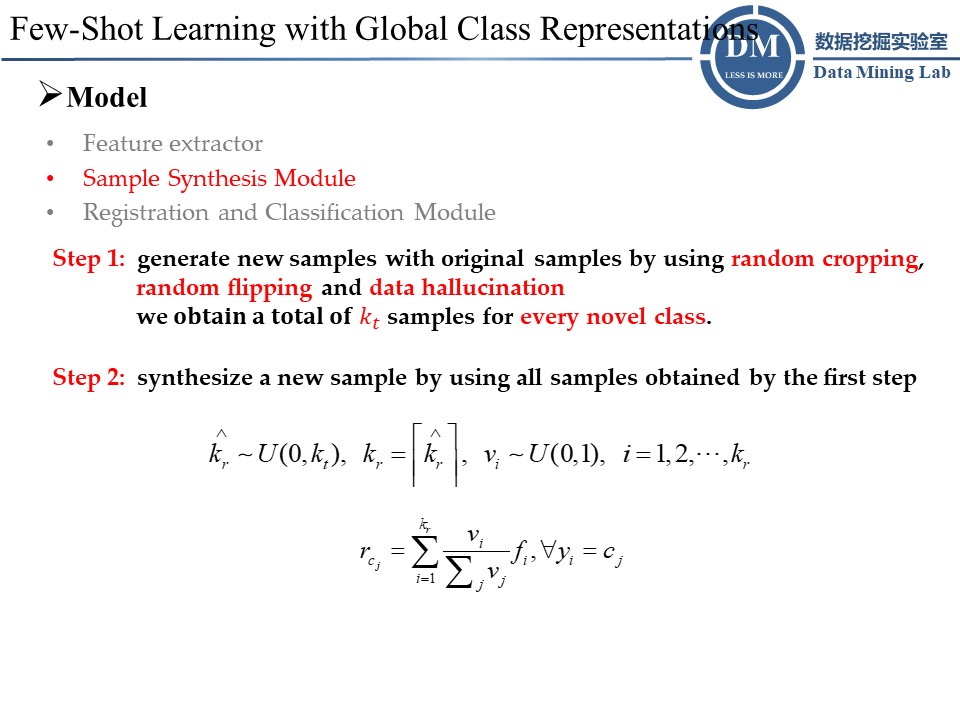 Few-Shot Learning with Global Class Representations
DM
LESS IS MORE
数据挖掘实验室
Data Mining Lab
➢Model
• Feature extractor
• Sample Synthesis Module
• Registration and Classification Module
Step 1: generate new samples with original samples by using random cropping,
random flipping and data hallucination
we obtain a total of $k_t$ samples for every novel class.
Step 2: synthesize a new sample by using all samples obtained by the first step
$\hat{k}_r \sim U(0, k_t), \; k_r = \lceil \hat{k}_r \rceil, \; v_i \sim U(0,1), \; i = 1, 2, \cdots, k_r$
$r_{c_j} = \sum_{i=1}^{k_r} \frac{v_i}{\sum_j v_j} f_i, \forall y_i = c_j$